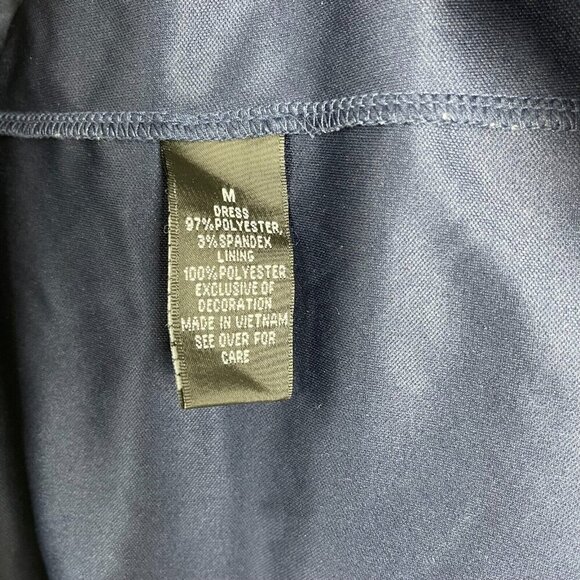 M
DRESS
97%POLYESTER,
3%SPANDEX
LINING
100%POLYESTER
EXCLUSIVE OF
DECORATION
MADE IN VIETNAM
SEE OVER FOR
CARE